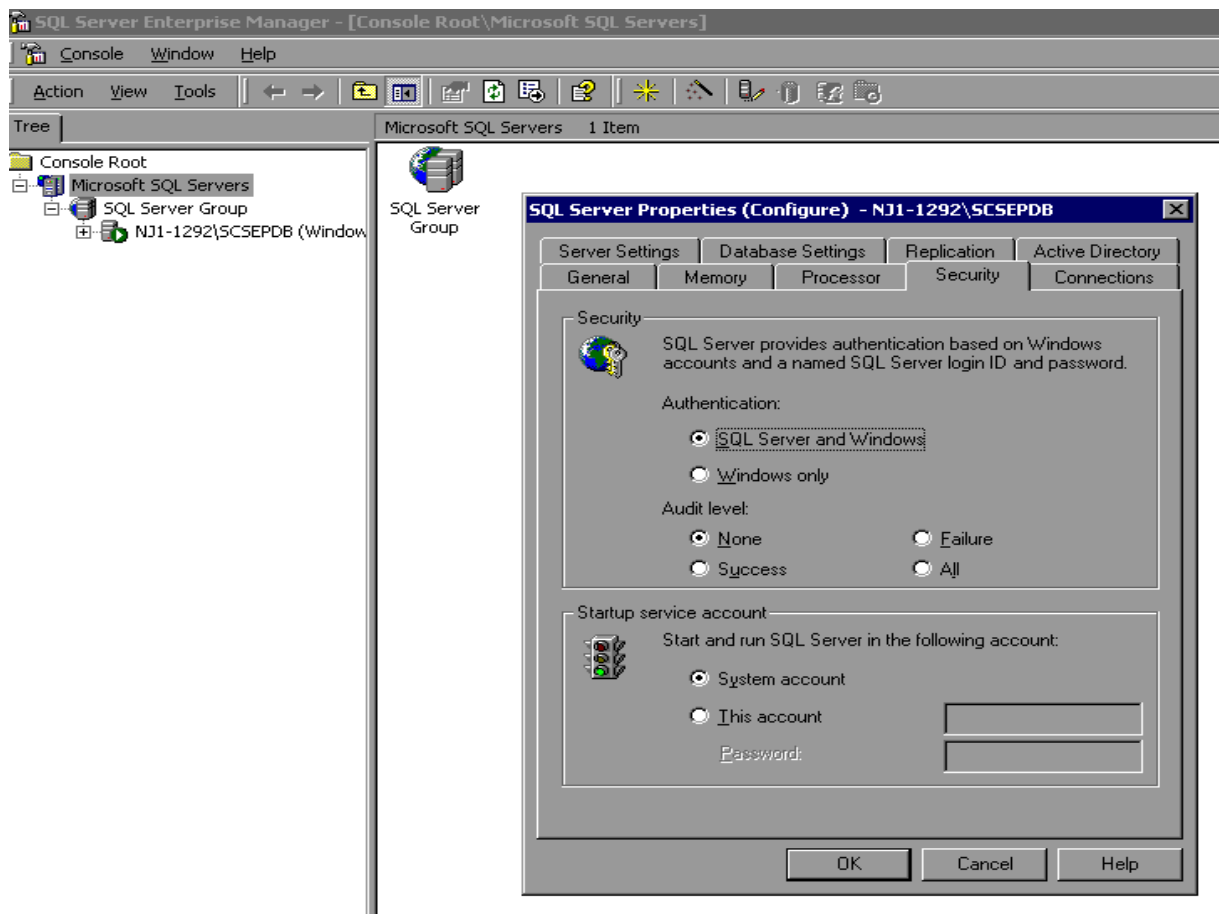 SQL Server Enterprise Manager - [Console Root\Microsoft SQL Servers]
Console Window Help
Action View Tools
Tree
Microsoft SQL Servers 1 Item
Console Root
Microsoft SQL Servers
SQL Server Group
NJ1-1292\SCSEPDB (Window
SQL Server
Group
SQL Server Properties (Configure) - NJ1-1292\SCSEPDB
Server Settings Database Settings Replication Active Directory
General Memory Processor Security Connections
Security
SQL Server provides authentication based on Windows
accounts and a named SQL Server login ID and password.
Authentication:
SQL Server and Windows
Windows only
Audit level:
None Failure
Success All
Startup service account
Start and run SQL Server in the following account:
System account
This account
Password:
OK Cancel Help